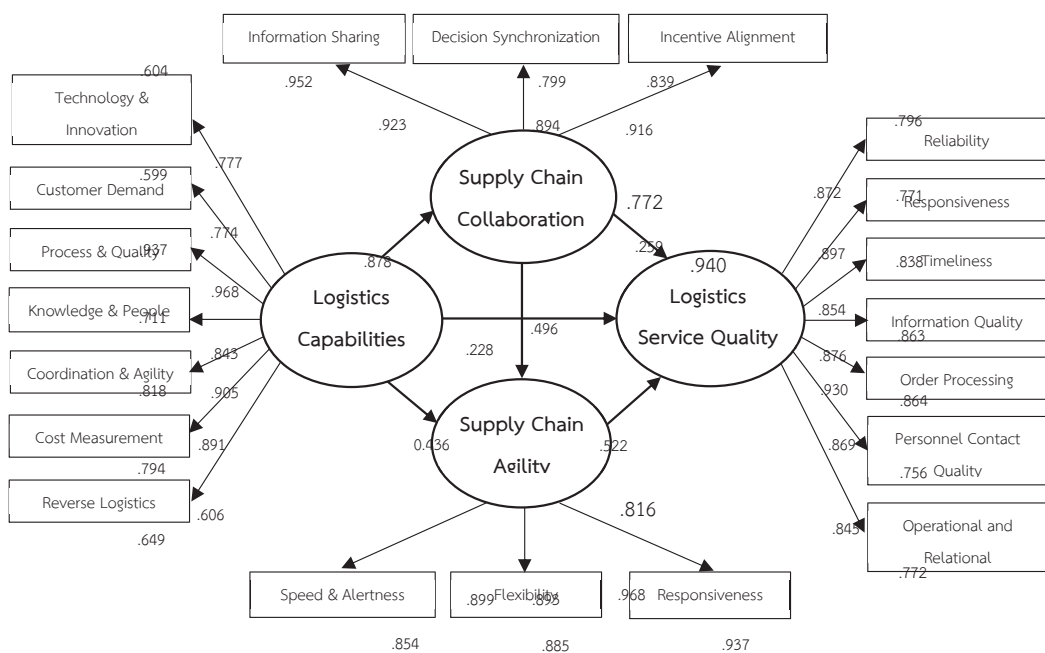 Information Sharing
Decision Synchronization
Incentive Alignment
.952
.799
.839
.604
Technology &
Innovation
.923
.894
.916
.777
.599
Customer Demand
.774
Process & Quality
.937
.968
Knowledge & People
.711
.843
Coordination & Agility
.818
.905
Cost Measurement
.891
.794
Reverse Logistics
.606
.649
Supply Chain
Collaboration
.772
.878
.259
.940
Logistics
Capabilities
Logistics
Service Quality
.496
.228
Supply Chain
Agility
0.436
.522
.816
.796
Reliability
.872
.771
Responsiveness
.897
.838
Timeliness
.854
Information Quality
.863
.876
Order Processing
.930
.864
Personnel Contact
Quality
.869
.756
.845
Operational and
Relational
.772
Speed & Alertness
.899
Flexibility
.893
.968
Responsiveness
.854
.885
.937